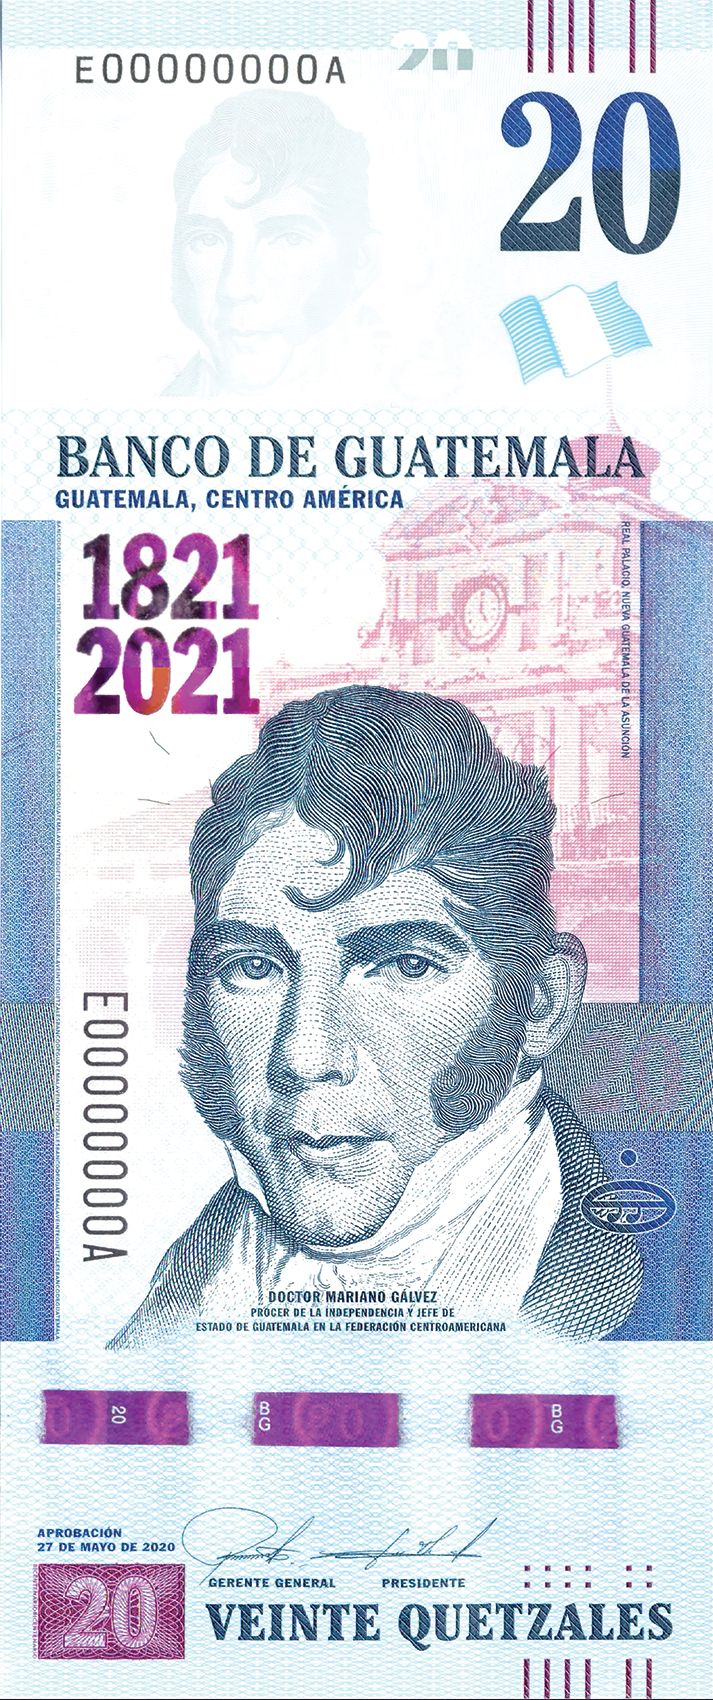 E00000000A
20
BANCO DE GUATEMALA
GUATEMALA, CENTRO AMÉRICA
1821
2021
E00000000A
REAL PALACIO, NUEVA GUATEMALA DE LA ASUNCIÓN
DOCTOR MARIANO GÁLVEZ
PRÓCER DE LA INDEPENDENCIA Y JEFE DE
ESTADO DE GUATEMALA EN LA FEDERACIÓN CENTROAMERICANA
20
BG
BG
APROBACIÓN
27 DE MAYO DE 2020
20
GERENTE GENERAL PRESIDENTE
VEINTE QUETZALES